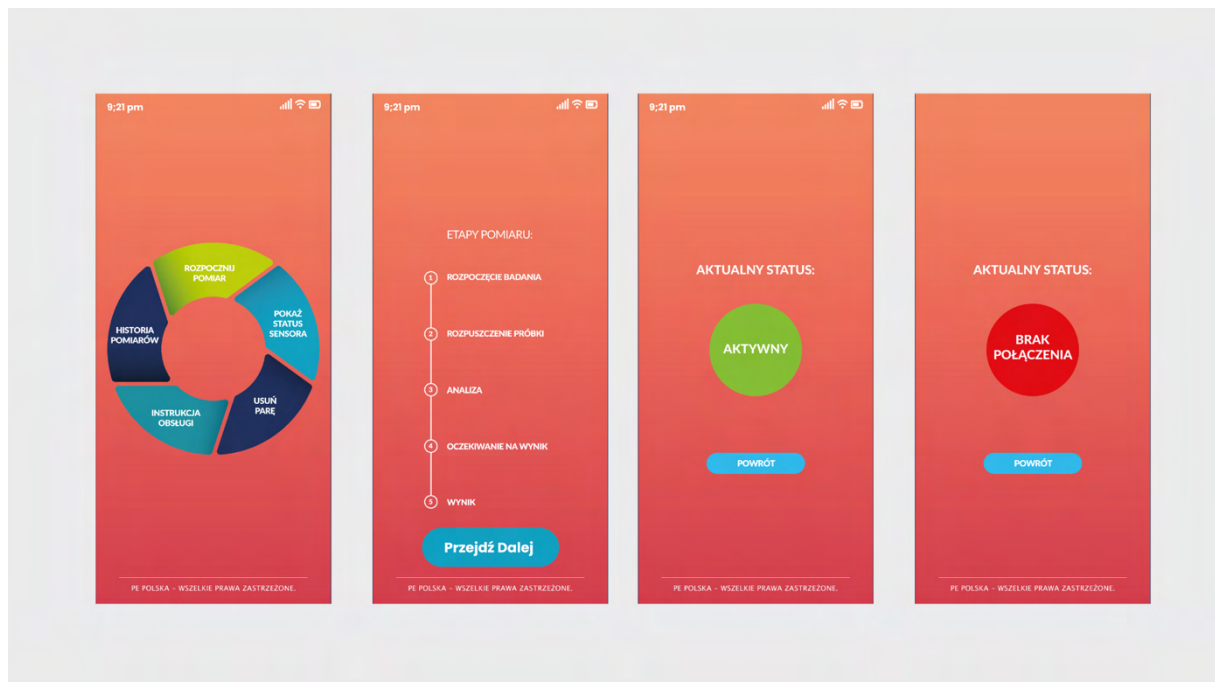 9;21 pm
ROZPOCZNIJ
POMIAR
POKAŻ
STATUS
SENSORA
HISTORIA
POMIARÓW
USUŃ
PARĘ
INSTRUKCJA
OBSŁUGI
PE POLSKA – WSZELKIE PRAWA ZASTRZEŻONE.
9;21 pm
ETAPY POMIARU:
1 ROZPOCZĘCIE BADANIA
2 ROZPUSZCZENIE PRÓBKI
3 ANALIZA
4 OCZEKIWANIE NA WYNIK
5 WYNIK
Przejdź Dalej
PE POLSKA – WSZELKIE PRAWA ZASTRZEŻONE.
9;21 pm
AKTUALNY STATUS:
AKTYWNY
POWRÓT
PE POLSKA – WSZELKIE PRAWA ZASTRZEŻONE.
AKTUALNY STATUS:
BRAK
POŁĄCZENIA
POWRÓT
PE POLSKA – WSZELKIE PRAWA ZASTRZEŻONE.